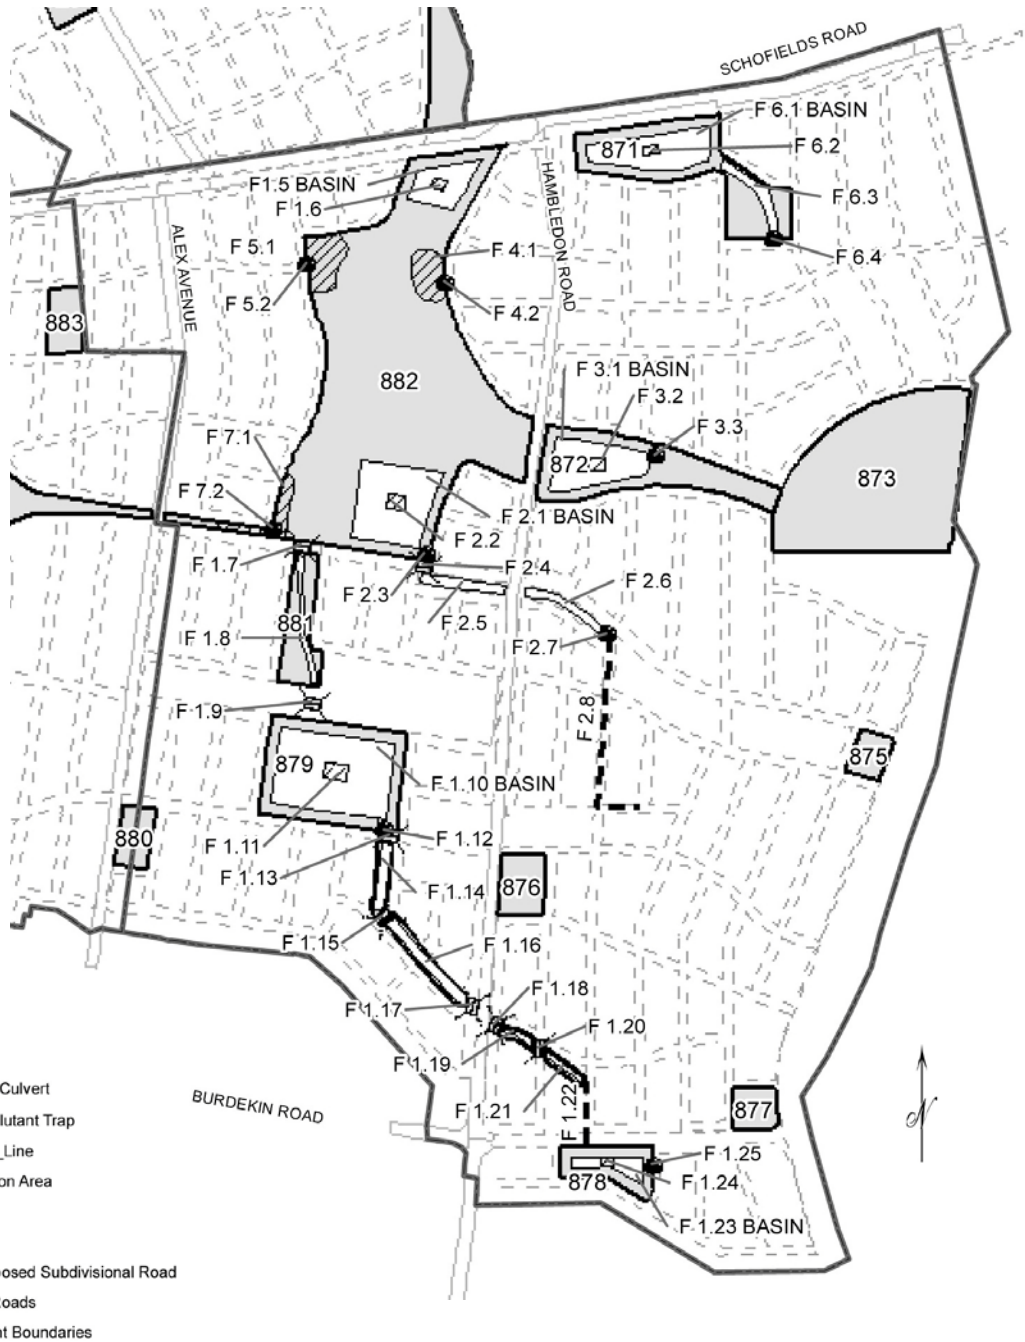 SCHOFIELDS ROAD
F 6.1 BASIN
871
F 6.2
F1.5 BASIN
F 1.6
HAMBLEDON ROAD
F 6.3
ALEX AVENUE
F 5.1
F 4.1
F 6.4
F 5.2
F 4.2
883
882
F 3.1 BASIN
F 3.2
F 7.1
F 3.3
872
873
F 7.2
F 2.1 BASIN
F 2.2
F 1.7
F 2.4
F 2.3
F 2.6
F 2.5
881
F 1.8
F 2.7
F 1.9
F 2.8
879
875
F 1.10 BASIN
880
F 1.11
F 1.12
F 1.13
F 1.14
876
F 1.15
F 1.16
F 1.17
F 1.18
F 1.20
F 1.19
Culvert
BURDEKIN ROAD
F 1.21
F 1.22
877
N
lutant Trap
_Line
F 1.25
on Area
878
F 1.24
F 1.23 BASIN
osed Subdivisional Road
oads
nt Boundaries